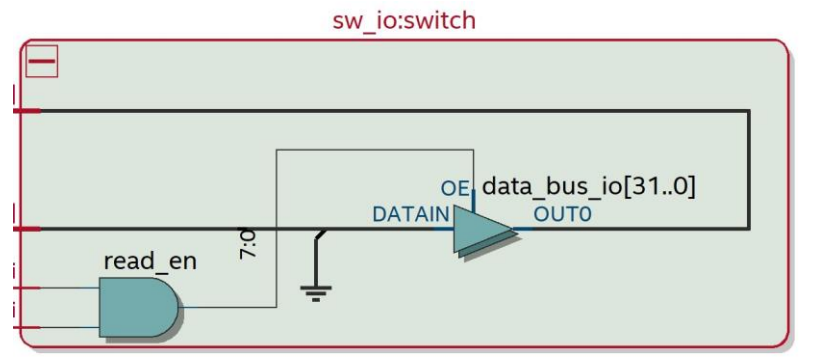 sw_io:switch
OE
data_bus_io[31..0]
DATAIN
OUT0
7:0
read_en